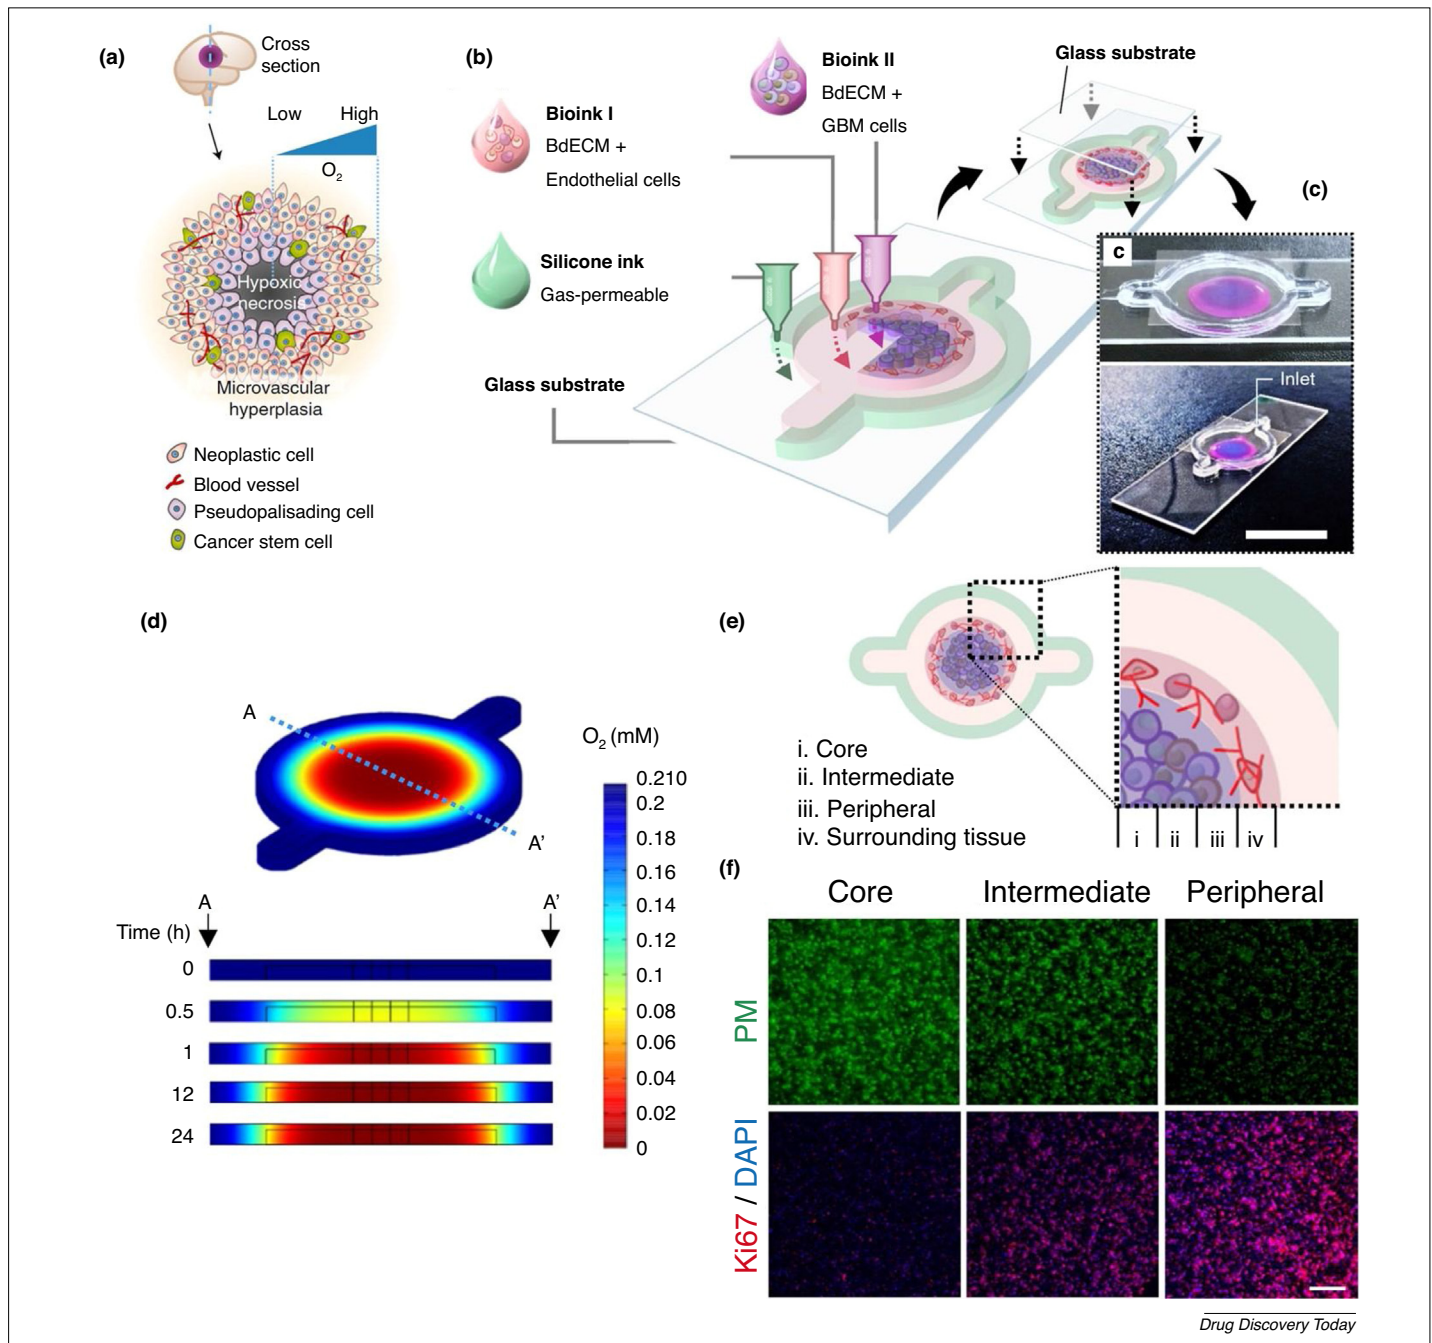 (a)
Cross
section
Low
High
O2
Hypoxic
necrosis
Microvascular
hyperplasia
Neoplastic cell
Blood vessel
Pseudopalisading cell
Cancer stem cell
(b)
Bioink I
BdECM +
Endothelial cells
Bioink II
BdECM +
GBM cells
Silicone ink
Gas-permeable
Glass substrate
Glass substrate
(c)
c
Inlet
(d)
A
A'
O2 (mM)
0.210
0.2
0.18
0.16
0.14
0.12
0.1
0.08
0.06
0.04
0.02
0
A
A'
Time (h)
0
0.5
1
12
24
(e)
i. Core
ii. Intermediate
iii. Peripheral
iv. Surrounding tissue
i
ii
iii
iv
(f)
Core
Intermediate
Peripheral
PM
Ki67 / DAPI
Drug Discovery Today